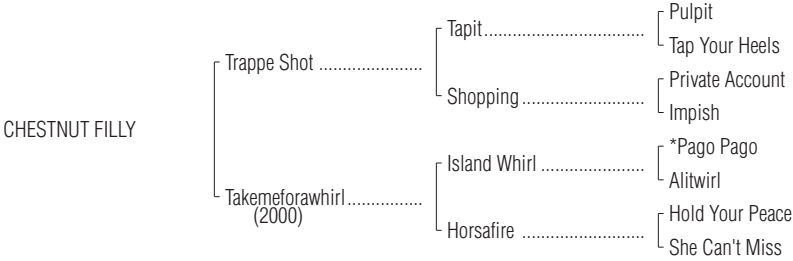 Pulpit
Tapit..................................
Tap Your Heels
Trappe Shot ......................
Private Account
Shopping..........................
Impish
CHESTNUT FILLY
*Pago Pago
Island Whirl ......................
Alitwirl
Takemeforawhirl................
(2000)
Hold Your Peace
Horsafire ..........................
She Can't Miss